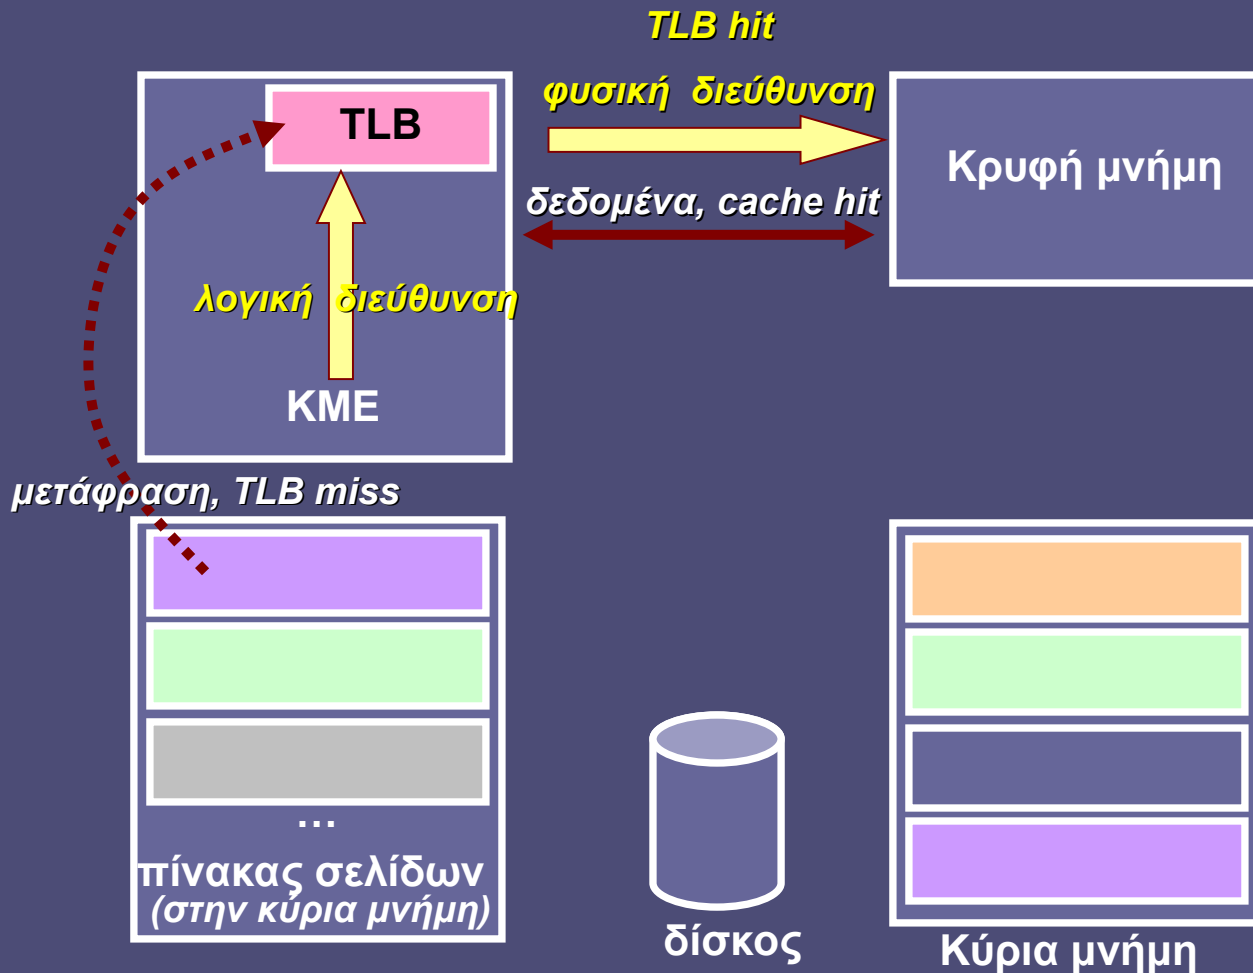 TLB hit
φυσική διεύθυνση
TLB
Κρυφή μνήμη
δεδομένα, cache hit
λογική διεύθυνση
ΚΜΕ
μετάφραση, TLB miss
...
πίνακας σελίδων
(στην κύρια μνήμη)
δίσκος
Κύρια μνήμη